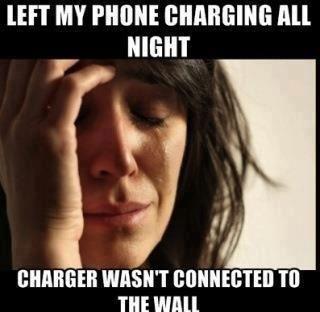 LEFT MY PHONE CHARGING ALL
NIGHT
CHARGER WASN'T CONNECTED TO
THE WALL